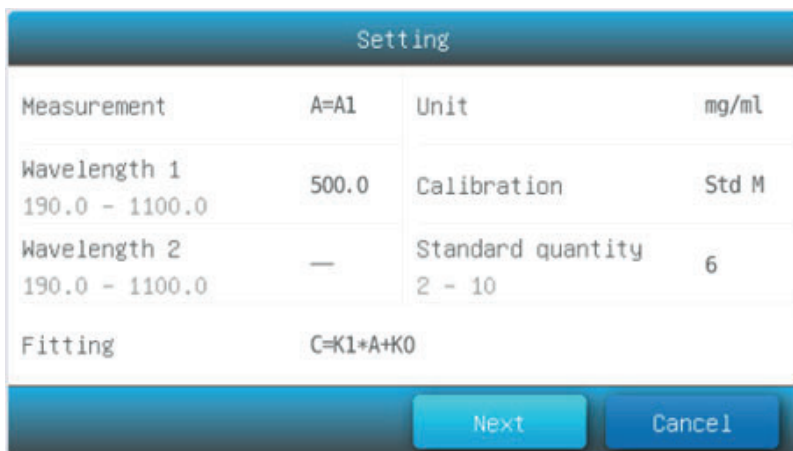 Setting
Measurement A=A1 Unit mg/ml
Wavelength 1
190.0 - 1100.0
500.0 Calibration Std M
Wavelength 2
190.0 - 1100.0
—
Standard quantity
2 - 10
6
Fitting C=K1*A+K0
Next Cancel